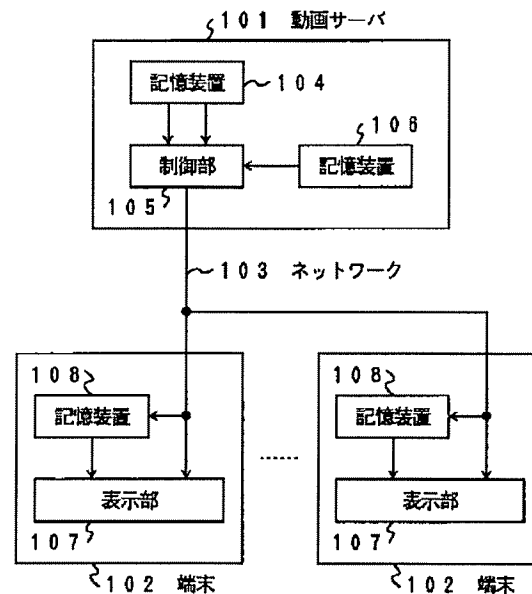 １０１ 動画サーバ
記憶装置
１０４
１０６
制御部
記憶装置
１０５
１０３ ネットワーク
１０８
記憶装置
表示部
１０７
１０２ 端末
１０８
記憶装置
表示部
１０７
１０２ 端末